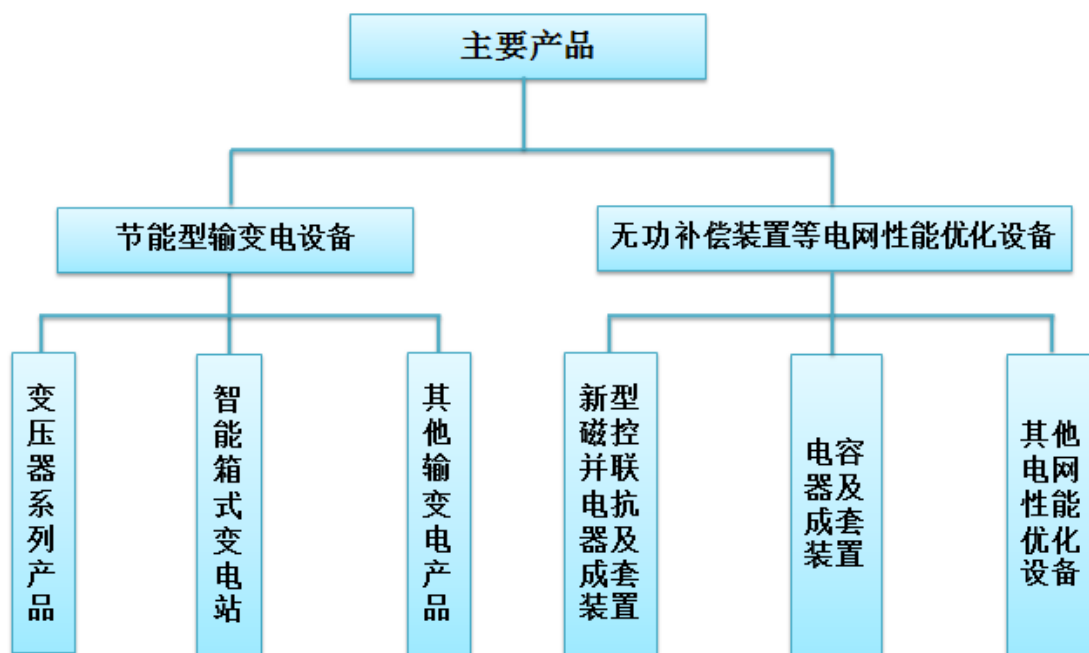 主要产品
节能型输变电设备
无功补偿装置等电网性能优化设备
变压器系列产品
智能箱式变电站
其他输变电产品
新型
磁控
并联
电抗
器及
成套
装置
电容
器及
成套
装置
其他
电网
性能
优化
设备